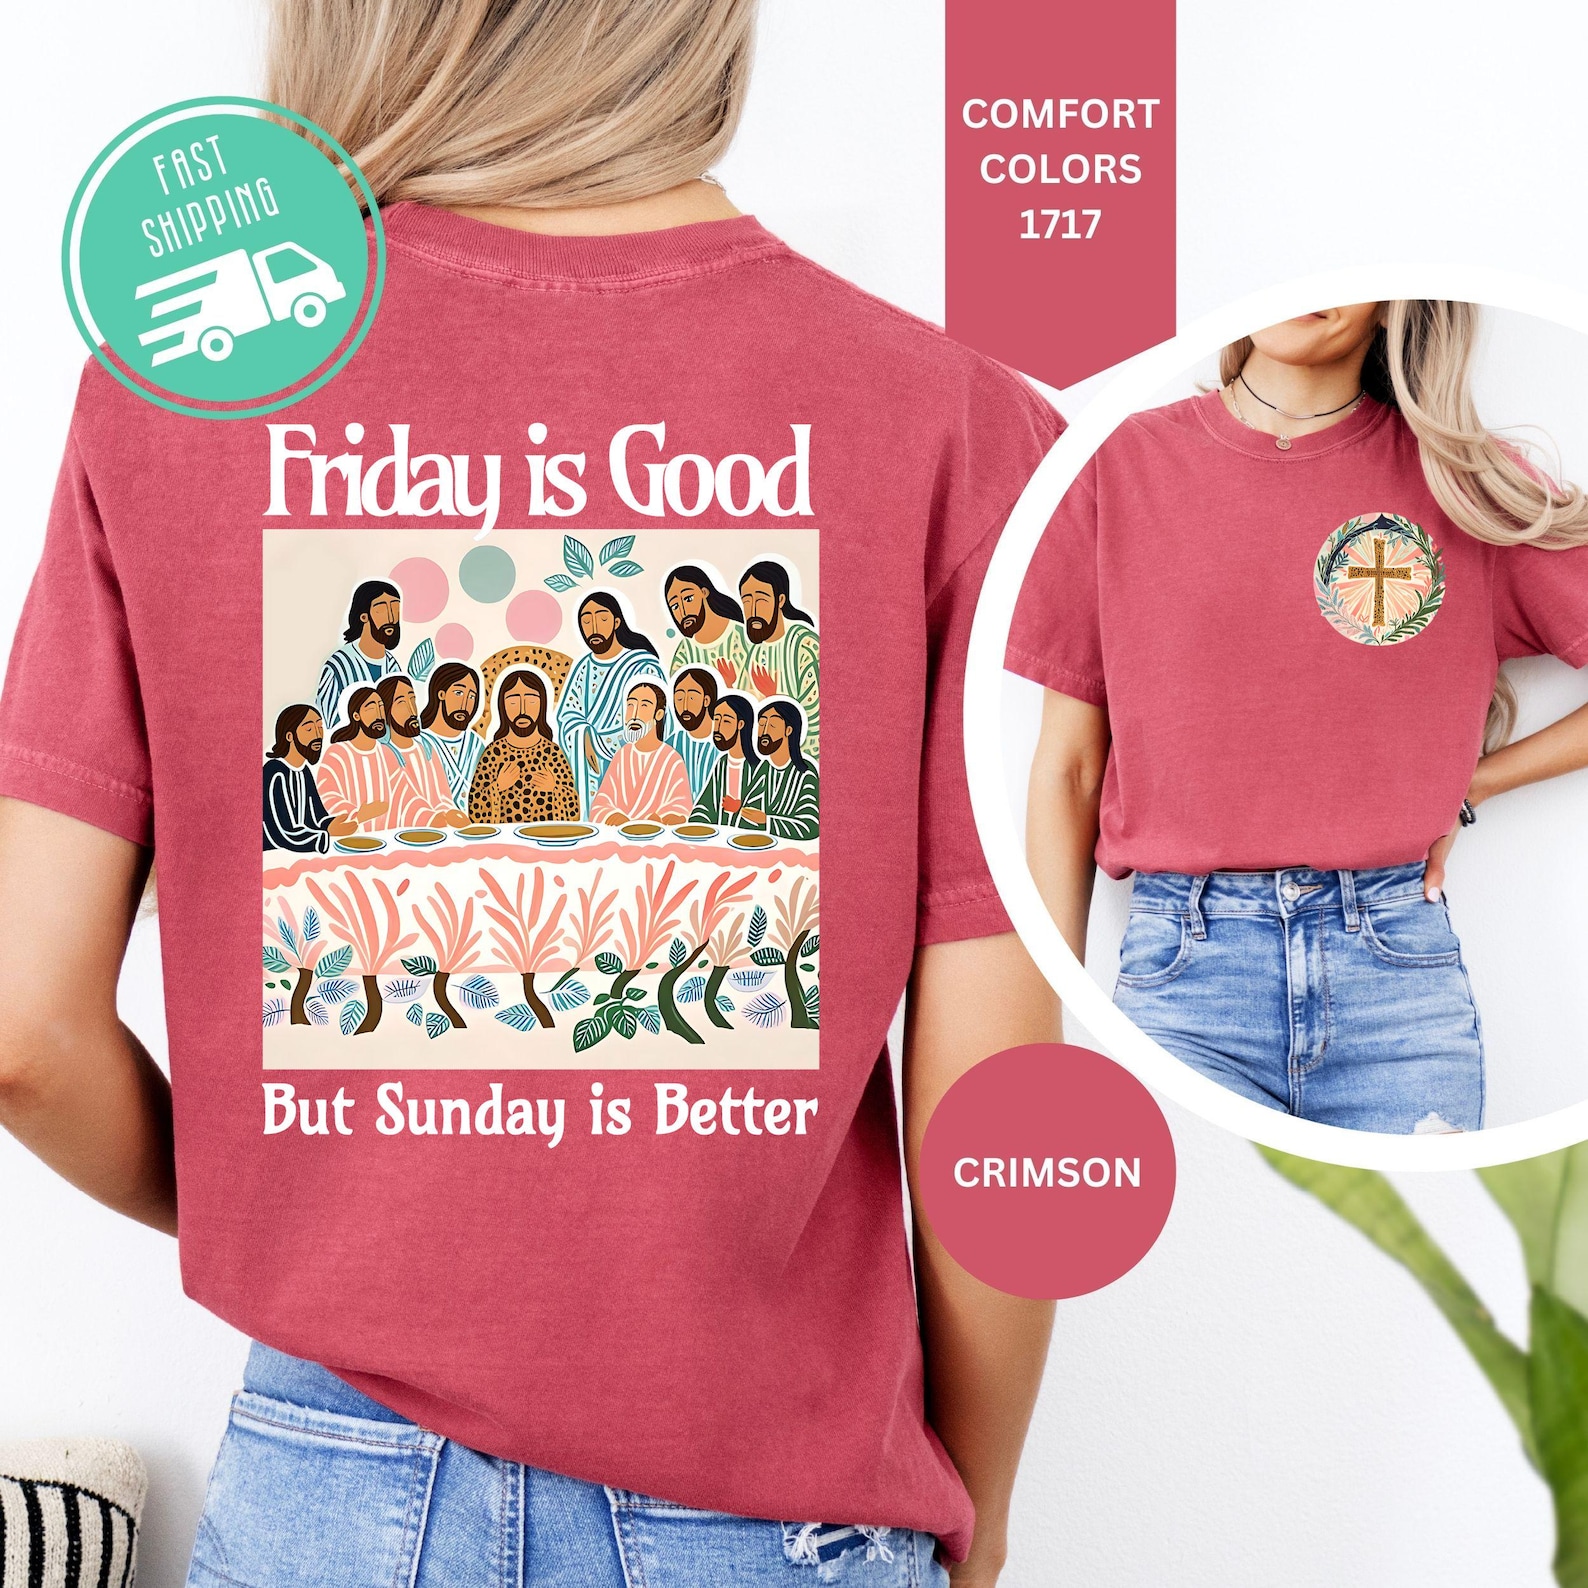 FAST
SHIPPING
COMFORT
COLORS
1717
Friday is Good
But Sunday is Better
CRIMSON